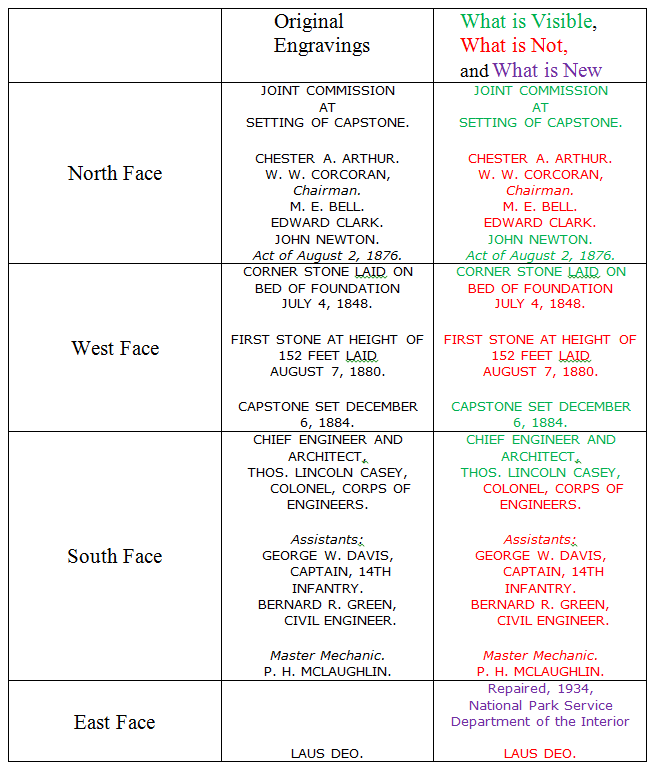 Original
Engravings
What is Visible,
What is Not,
and What is New
North Face
JOINT COMMISSION
AT
SETTING OF CAPSTONE.
CHESTER A. ARTHUR.
W. W. CORCORAN,
Chairman.
M. E. BELL.
EDWARD CLARK.
JOHN NEWTON.
Act of August 2, 1876.
JOINT COMMISSION
AT
SETTING OF CAPSTONE.
CHESTER A. ARTHUR.
W. W. CORCORAN,
Chairman.
M. E. BELL.
EDWARD CLARK.
JOHN NEWTON.
Act of August 2, 1876.
West Face
CORNER STONE LAID ON
BED OF FOUNDATION
JULY 4, 1848.
FIRST STONE AT HEIGHT OF
152 FEET LAID
AUGUST 7, 1880.
CAPSTONE SET DECEMBER
6, 1884.
CORNER STONE LAID ON
BED OF FOUNDATION
JULY 4, 1848.
FIRST STONE AT HEIGHT OF
152 FEET LAID
AUGUST 7, 1880.
CAPSTONE SET DECEMBER
6, 1884.
South Face
CHIEF ENGINEER AND
ARCHITECT,
THOS. LINCOLN CASEY,
COLONEL, CORPS OF
ENGINEERS.
Assistants:
GEORGE W. DAVIS,
CAPTAIN, 14TH
INFANTRY.
BERNARD R. GREEN,
CIVIL ENGINEER.
Master Mechanic.
P. H. MCLAUGHLIN.
CHIEF ENGINEER AND
ARCHITECT,
THOS. LINCOLN CASEY,
COLONEL, CORPS OF
ENGINEERS.
Assistants:
GEORGE W. DAVIS,
CAPTAIN, 14TH
INFANTRY.
BERNARD R. GREEN,
CIVIL ENGINEER.
Master Mechanic.
P. H. MCLAUGHLIN.
East Face
LAUS DEO.
Repaired, 1934,
National Park Service
Department of the Interior
LAUS DEO.